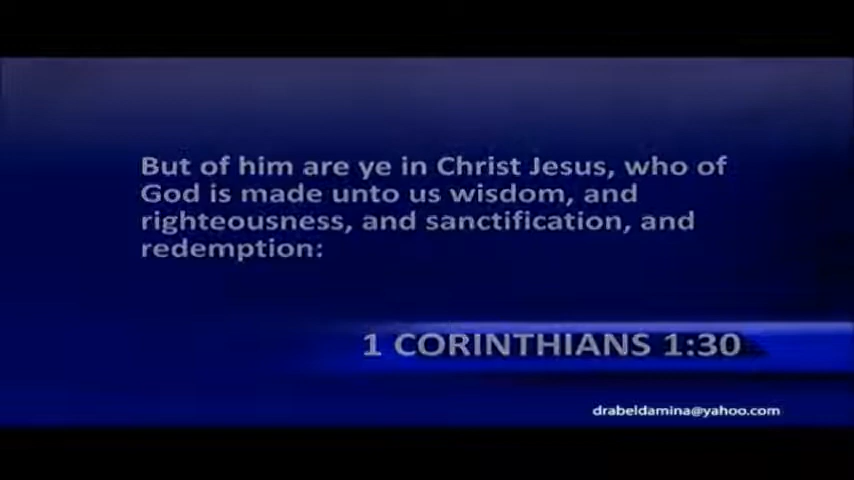 But of him are ye in Christ Jesus, who of
God is made unto us wisdom, and
righteousness, and sanctification, and
redemption:
1 CORINTHIANS 1:30
drabeldamina@yahoo.com